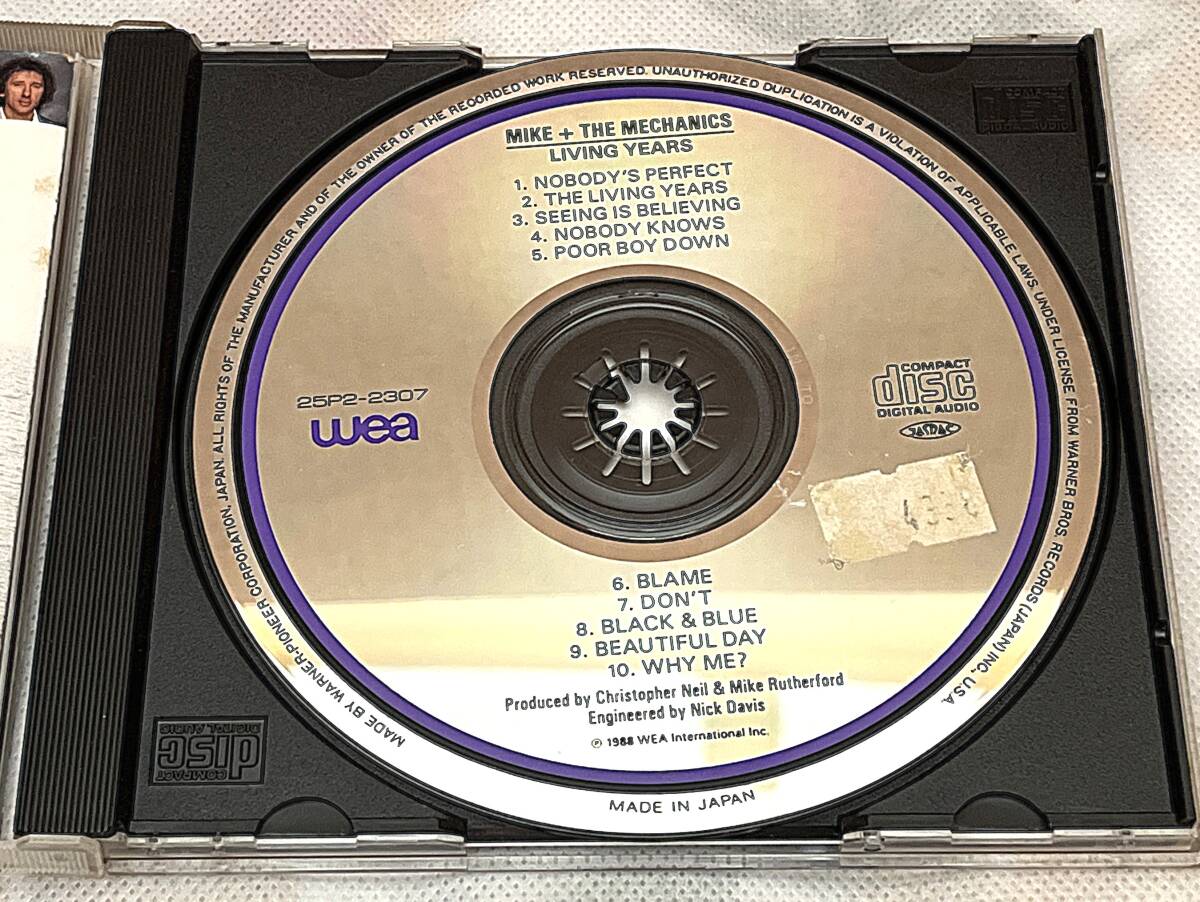 MIKE + THE MECHANICS
LIVING YEARS
1. NOBODY'S PERFECT
2. THE LIVING YEARS
3. SEEING IS BELIEVING
4. NOBODY KNOWS
5. POOR BOY DOWN
25P2-2307
wea
COMPACT
disc
DIGITAL AUDIO
JASRAC
6. BLAME
7. DON'T
8. BLACK & BLUE
9. BEAUTIFUL DAY
10. WHY ME?
Produced by Christopher Neil & Mike Rutherford
Engineered by Nick Davis
℗ 1988 WEA International Inc.
MADE BY WARNER-PIONEER CORPORATION, JAPAN. ALL RIGHTS OF THE MANUFACTURER AND OF THE OWNER OF THE RECORDED WORK RESERVED. UNAUTHORIZED DUPLICATION IS A VIOLATION OF APPLICABLE LAWS. UNDER LICENSE FROM WARNER BROS. RECORDS (JAPAN) INC., U.S.A.
MADE IN JAPAN
COMPACT
disc
DIGITAL AUDIO